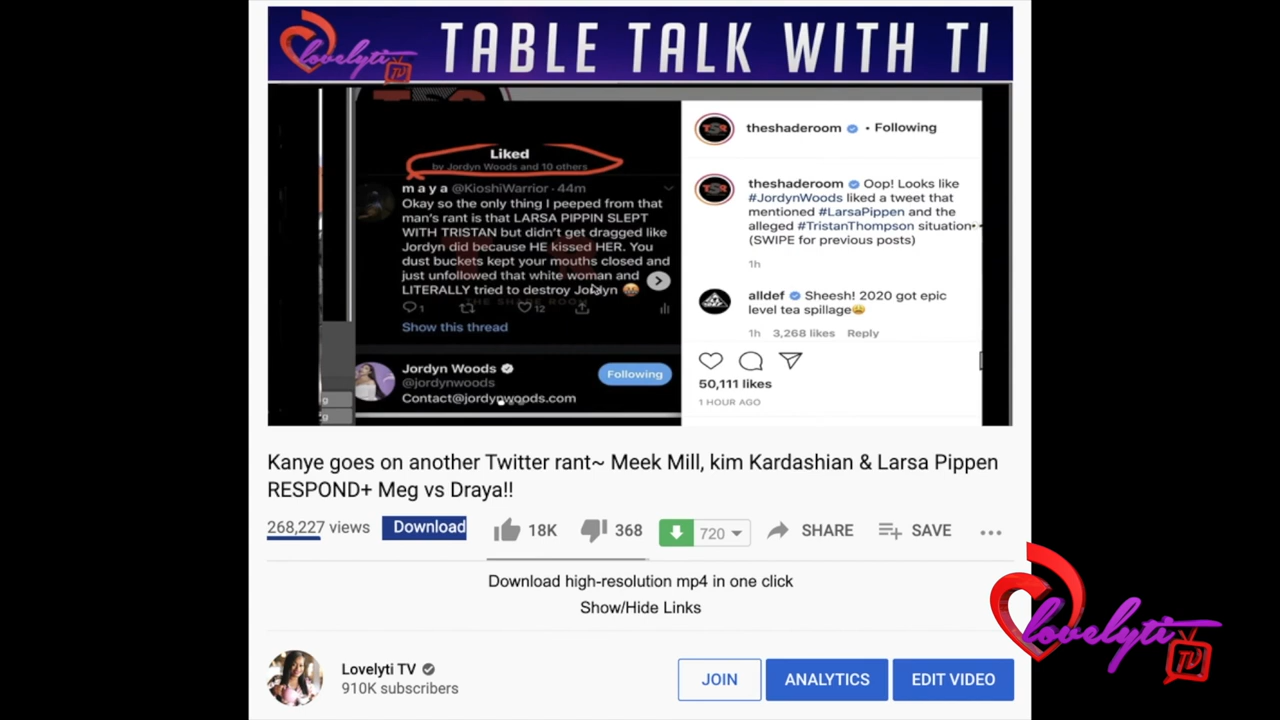 lovelyti
TV
TABLE TALK WITH TI
TSR
Liked
by Jordyn Woods and 10 others
m a y a @KioshiWarrior · 44m
Okay so the only thing I peeped from that
man's rant is that LARSA PIPPIN SLEPT
WITH TRISTAN but didn't get dragged like
Jordyn did because HE kissed HER. You
dust buckets kept your mouths closed and
just unfollowed that white woman and
LITERALLY tried to destroy Jordyn 🤬
THE SHADE ROOM
1
12
Show this thread
Jordyn Woods
@jordynwoods
Following
Contact@jordynwoods.com
TSR
theshaderoom • Following
TSR
theshaderoom Oop! Looks like
#JordynWoods liked a tweet that
mentioned #LarsaPippen and the
alleged #TristanThompson situation👀
(SWIPE for previous posts)
1h
alldef Sheesh! 2020 got epic
level tea spillage😩
1h 3,268 likes Reply
50,111 likes
1 HOUR AGO
g
g
Kanye goes on another Twitter rant~ Meek Mill, kim Kardashian & Larsa Pippen
RESPOND+ Meg vs Draya!!
268,227 views Download 18K 368 720 SHARE SAVE
Download high-resolution mp4 in one click
Show/Hide Links
Lovelyti TV
910K subscribers
JOIN ANALYTICS EDIT VIDEO
lovelyti
TV